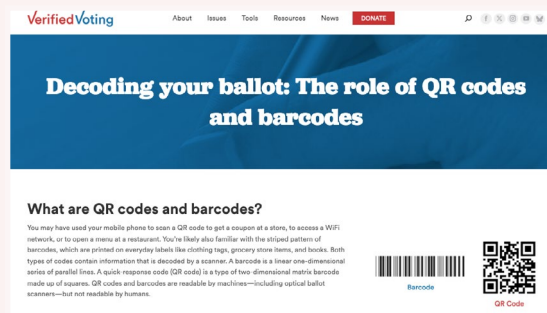 VerifiedVoting
About Issues Tools Resources News DONATE
Decoding your ballot: The role of QR codes
and barcodes
What are QR codes and barcodes?
You may have used your mobile phone to scan a QR code to get a coupon at a store, to access a WiFi
network, or to open a menu at a restaurant. You're likely also familiar with the striped pattern of
barcodes, which are printed on everyday labels like clothing tags, grocery store items, and books. Both
types of codes contain information that is decoded by a scanner. A barcode is a linear one-dimensional
series of parallel lines. A quick-response code (QR code) is a type of two-dimensional matrix barcode
made up of squares. QR codes and barcodes are readable by machines—including optical ballot
scanners—but not readable by humans.
Barcode
QR Code